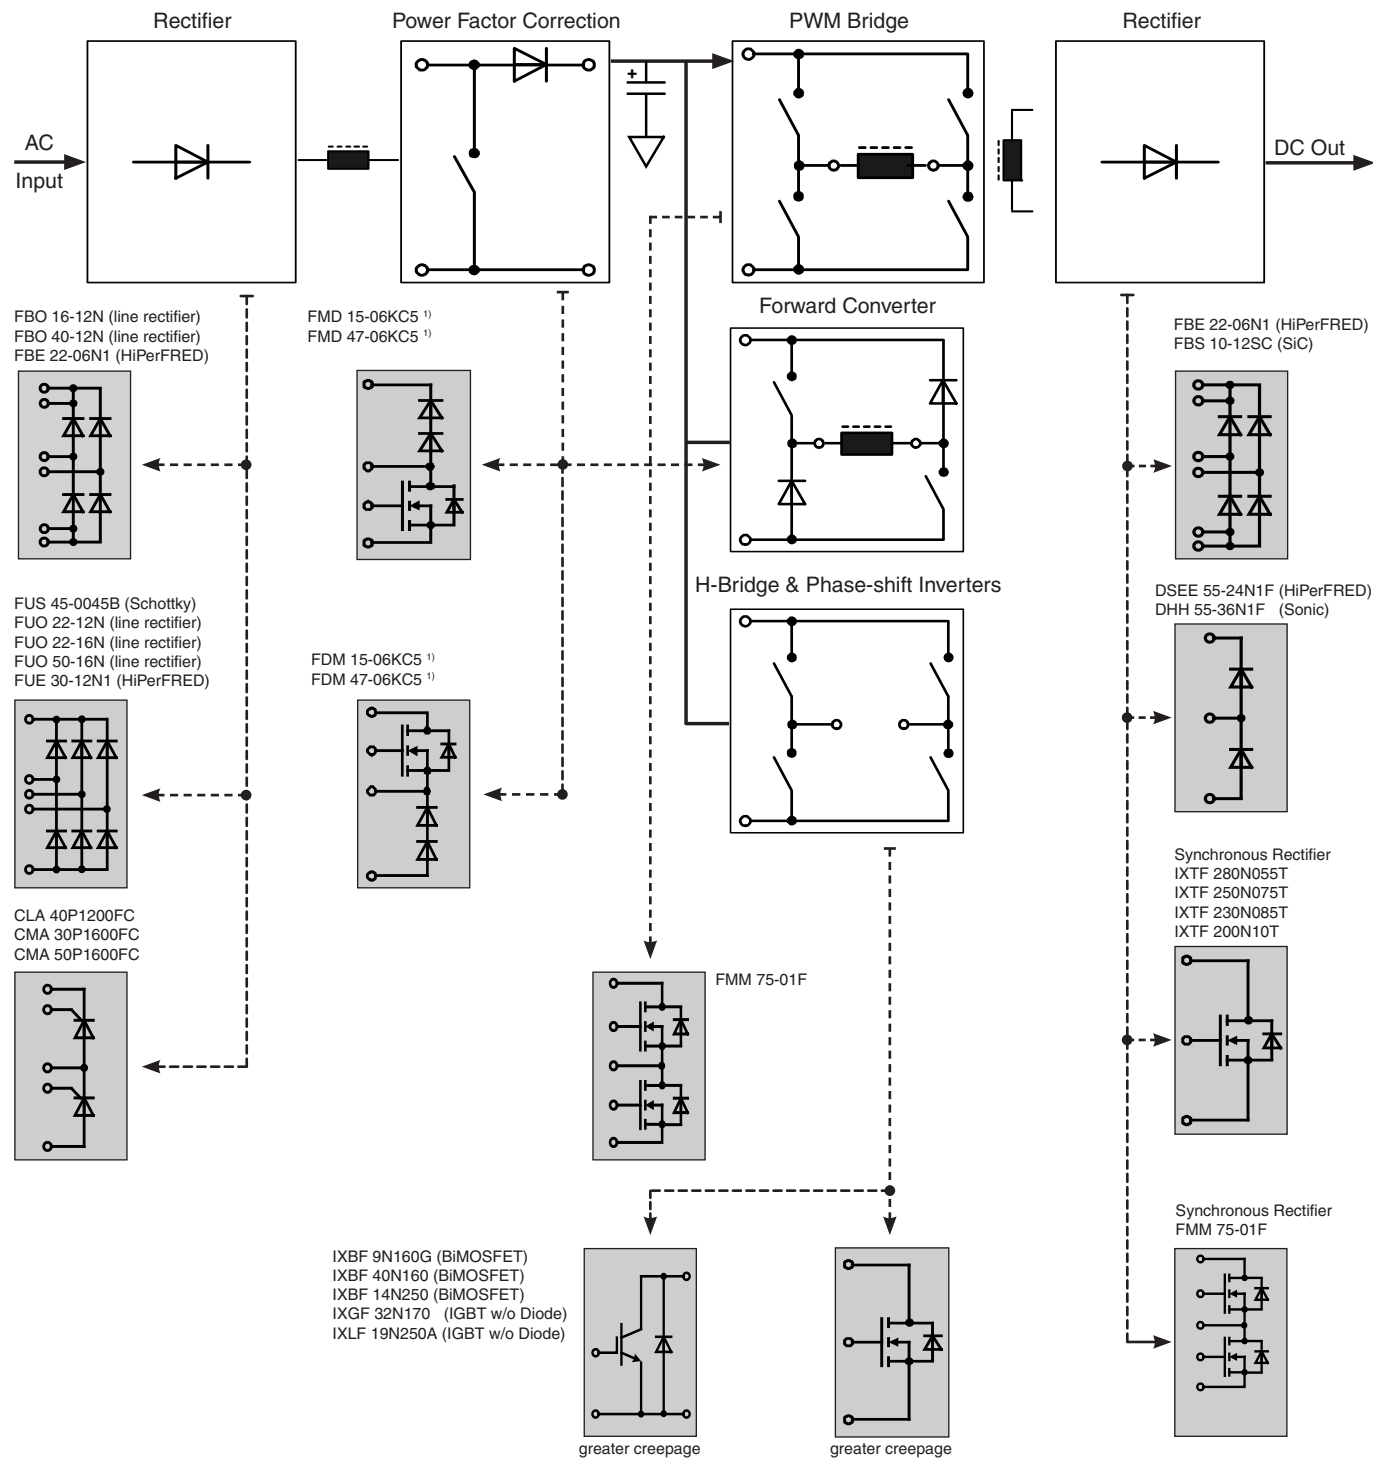 Rectifier
Power Factor Correction
PWM Bridge
Rectifier
AC
Input
+
DC Out
FBO 16-12N (line rectifier)
FBO 40-12N (line rectifier)
FBE 22-06N1 (HiPerFRED)
FMD 15-06KC5 1)
FMD 47-06KC5 1)
Forward Converter
FBE 22-06N1 (HiPerFRED)
FBS 10-12SC (SiC)
H-Bridge & Phase-shift Inverters
FUS 45-0045B (Schottky)
FUO 22-12N (line rectifier)
FUO 22-16N (line rectifier)
FUO 50-16N (line rectifier)
FUE 30-12N1 (HiPerFRED)
FDM 15-06KC5 1)
FDM 47-06KC5 1)
DSEE 55-24N1F (HiPerFRED)
DHH 55-36N1F (Sonic)
CLA 40P1200FC
CMA 30P1600FC
CMA 50P1600FC
FMM 75-01F
Synchronous Rectifier
IXTF 280N055T
IXTF 250N075T
IXTF 230N085T
IXTF 200N10T
Synchronous Rectifier
FMM 75-01F
IXBF 9N160G (BiMOSFET)
IXBF 40N160 (BiMOSFET)
IXBF 14N250 (BiMOSFET)
IXGF 32N170 (IGBT w/o Diode)
IXLF 19N250A (IGBT w/o Diode)
greater creepage
greater creepage